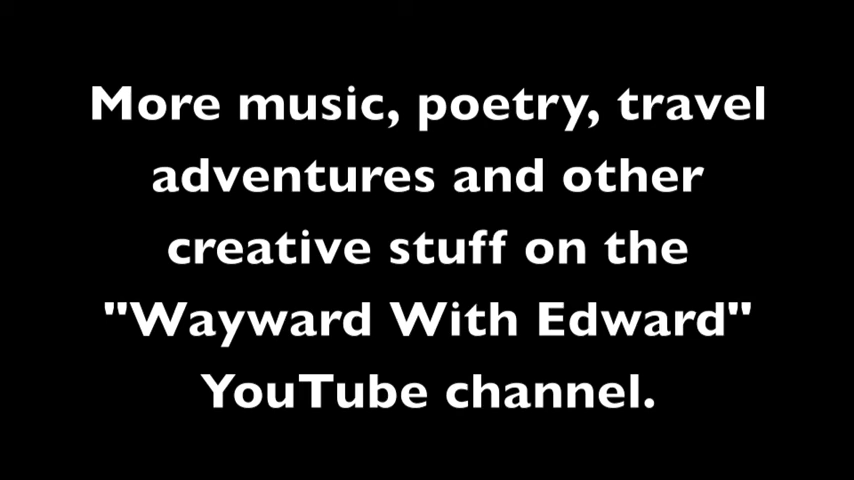 More music, poetry, travel
adventures and other
creative stuff on the
"Wayward With Edward"
YouTube channel.